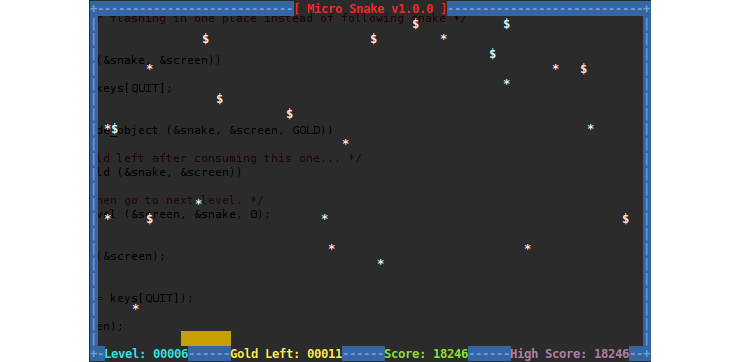 [ Micro Snake v1.0.0 ]
r flashing in one place instead of following snake */
$ $
$ $ *
$
(&snake, &screen))
* * $
*
keys[QUIT];
$
$
*$ *
de_object (&snake, &screen, GOLD))
*
ld left after consuming this one... */
ld (&snake, &screen))
hen go to next level. */
*
vel (&screen, &snake, 0);
* $ * $
* *
(&screen);
*
= keys[QUIT]);
*
en);
Level: 00006 Gold Left: 00011 Score: 18246 High Score: 18246